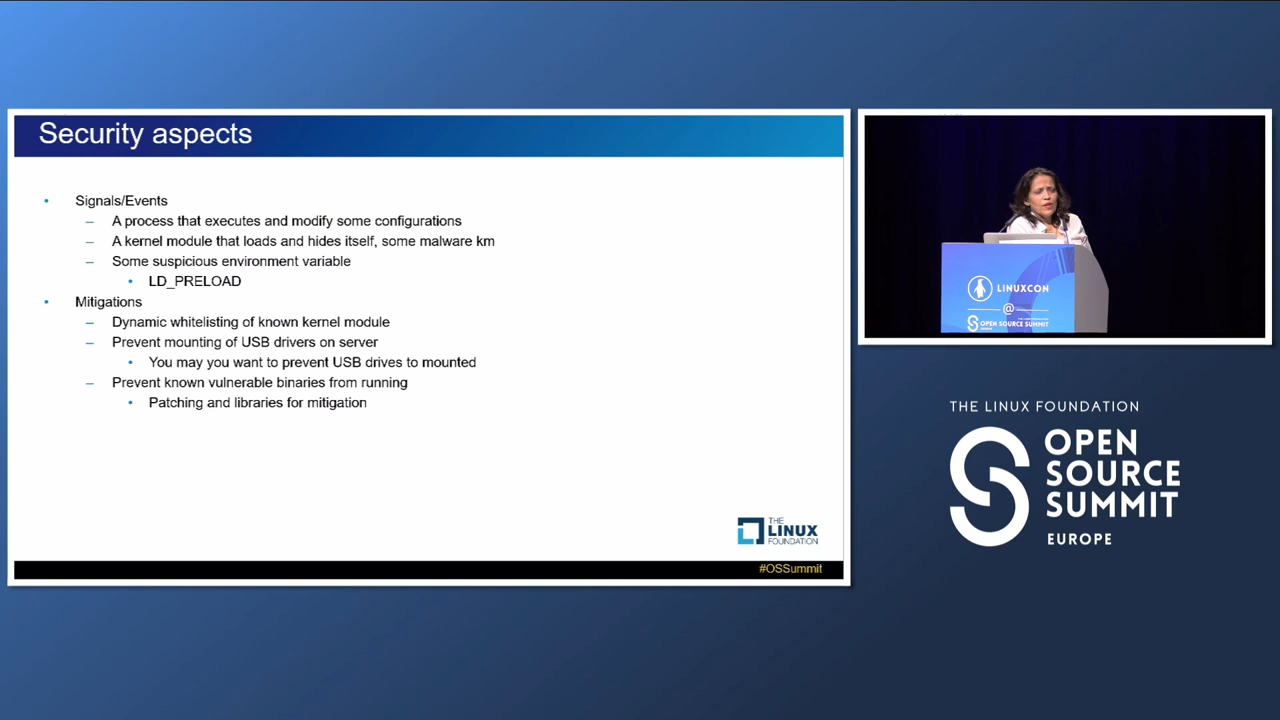 Security aspects
• Signals/Events
– A process that executes and modify some configurations
– A kernel module that loads and hides itself, some malware km
– Some suspicious environment variable
• LD_PRELOAD
• Mitigations
– Dynamic whitelisting of known kernel module
– Prevent mounting of USB drivers on server
• You may you want to prevent USB drives to mounted
– Prevent known vulnerable binaries from running
• Patching and libraries for mitigation
THE
LINUX
FOUNDATION
#OSSummit
LINUXCON
@
OPEN SOURCE SUMMIT
THE LINUX FOUNDATION
OPEN
SOURCE
SUMMIT
EUROPE